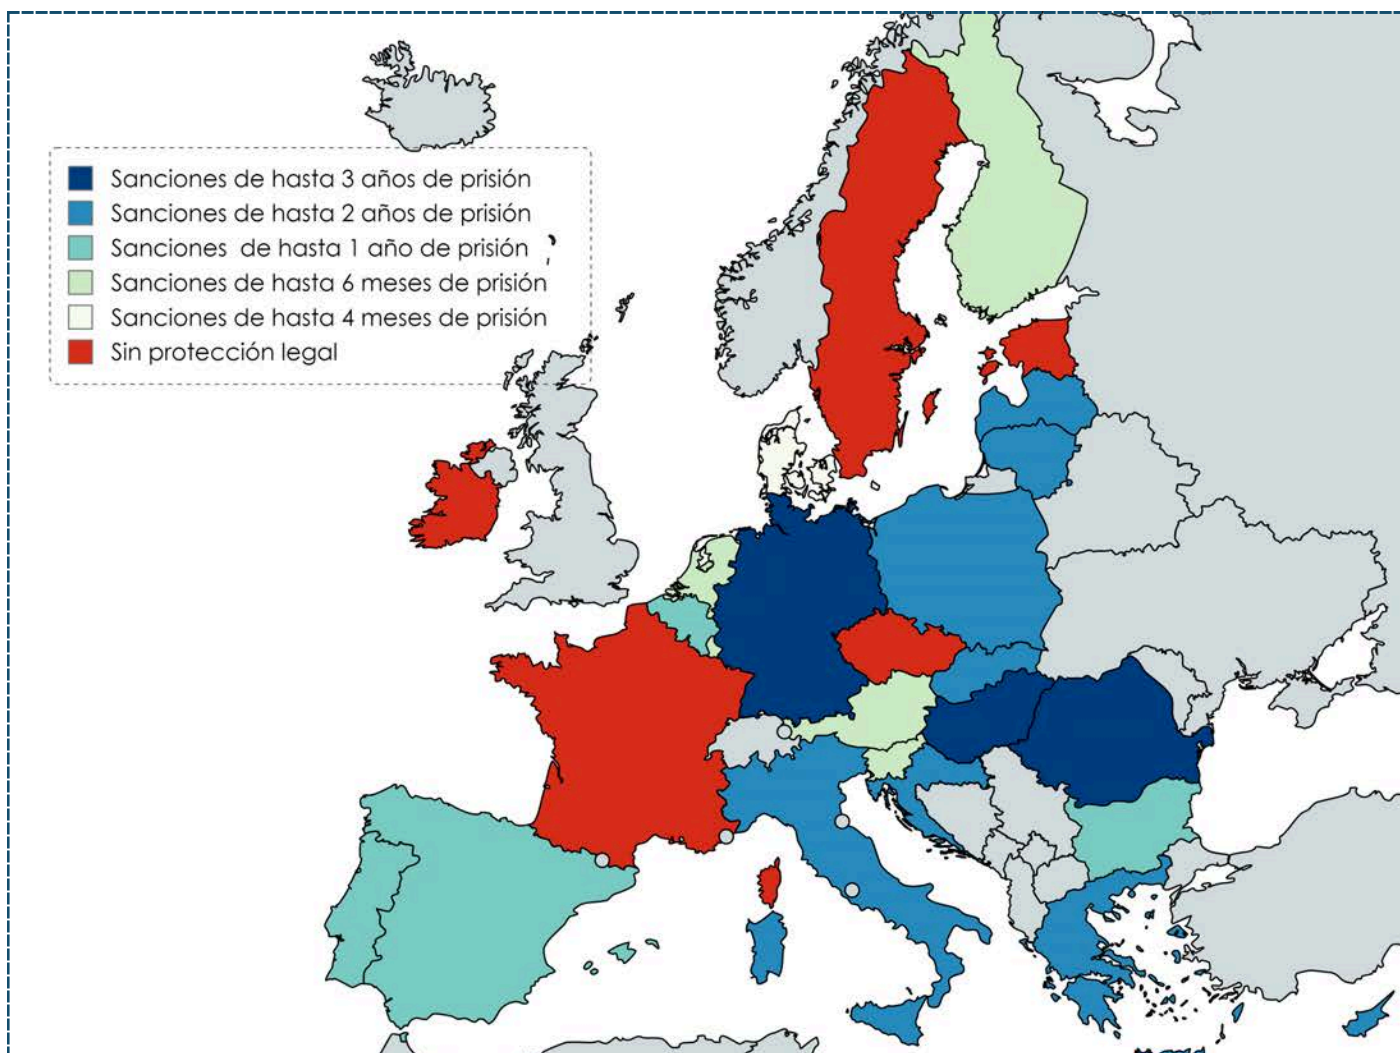 Sanciones de hasta 3 años de prisión
Sanciones de hasta 2 años de prisión
Sanciones de hasta 1 año de prisión
Sanciones de hasta 6 meses de prisión
Sanciones de hasta 4 meses de prisión
Sin protección legal